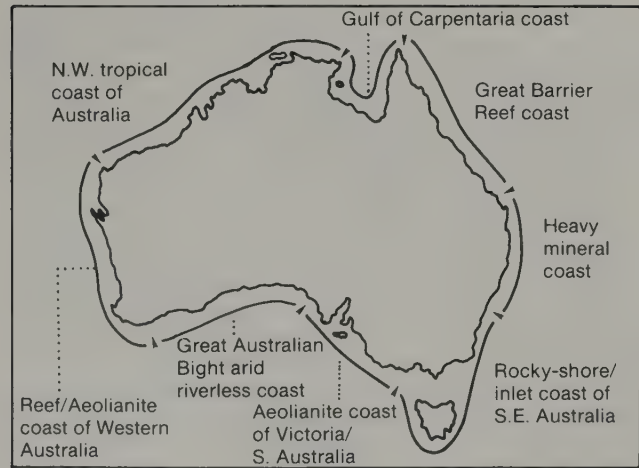 Gulf of Carpentaria coast
N.W. tropical
coast of
Australia
Great Barrier
Reef coast
Heavy
mineral
coast
Great Australian
Bight arid
riverless coast
Rocky-shore/
inlet coast of
S.E. Australia
Reef/Aeolianite
coast of Western
Australia
Aeolianite coast
of Victoria/
S. Australia